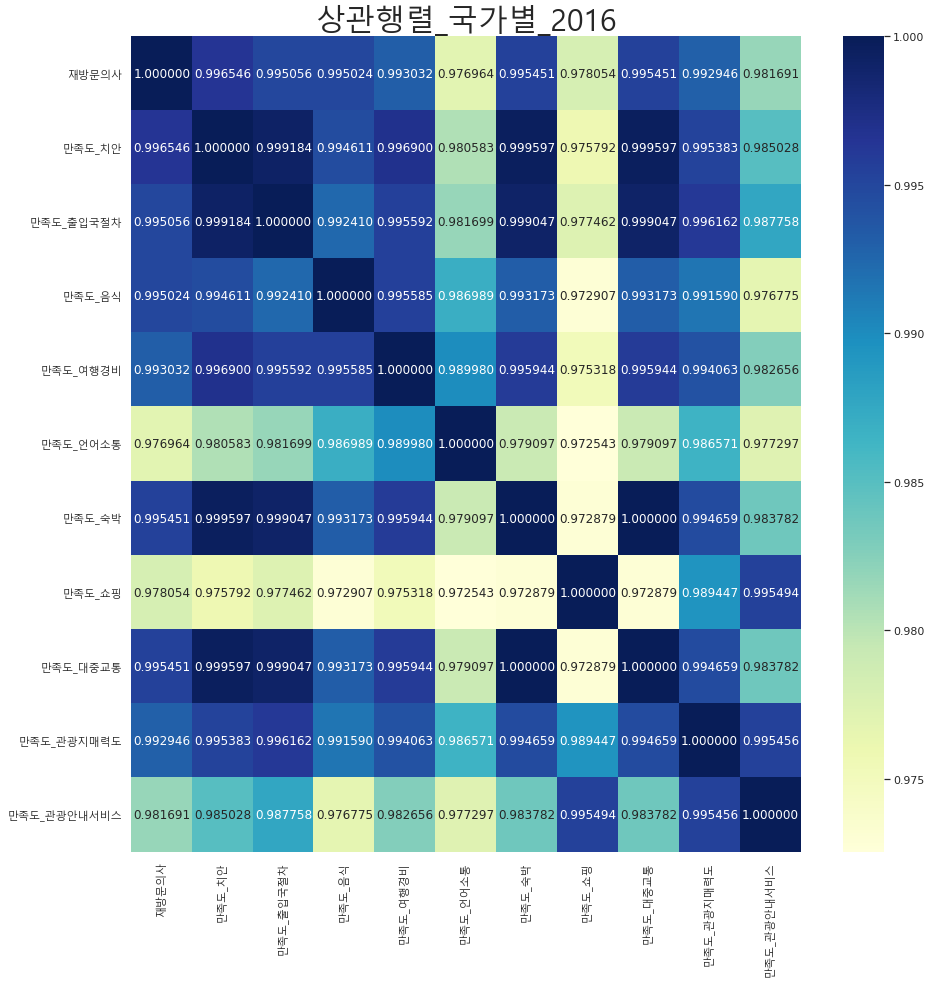 상관행렬_국가별_2016
재방문의사 1.000000 0.996546 0.995056 0.995024 0.993032 0.976964 0.995451 0.978054 0.995451 0.992946 0.981691
만족도_치안 0.996546 1.000000 0.999184 0.994611 0.996900 0.980583 0.999597 0.975792 0.999597 0.995383 0.985028
만족도_출입국절차 0.995056 0.999184 1.000000 0.992410 0.995592 0.981699 0.999047 0.977462 0.999047 0.996162 0.987758
만족도_음식 0.995024 0.994611 0.992410 1.000000 0.995585 0.986989 0.993173 0.972907 0.993173 0.991590 0.976775
만족도_여행경비 0.993032 0.996900 0.995592 0.995585 1.000000 0.989980 0.995944 0.975318 0.995944 0.994063 0.982656
만족도_언어소통 0.976964 0.980583 0.981699 0.986989 0.989980 1.000000 0.979097 0.972543 0.979097 0.986571 0.977297
만족도_숙박 0.995451 0.999597 0.999047 0.993173 0.995944 0.979097 1.000000 0.972879 1.000000 0.994659 0.983782
만족도_쇼핑 0.978054 0.975792 0.977462 0.972907 0.975318 0.972543 0.972879 1.000000 0.972879 0.989447 0.995494
만족도_대중교통 0.995451 0.999597 0.999047 0.993173 0.995944 0.979097 1.000000 0.972879 1.000000 0.994659 0.983782
만족도_관광지매력도 0.992946 0.995383 0.996162 0.991590 0.994063 0.986571 0.994659 0.989447 0.994659 1.000000 0.995456
만족도_관광안내서비스 0.981691 0.985028 0.987758 0.976775 0.982656 0.977297 0.983782 0.995494 0.983782 0.995456 1.000000
재방문의사
만족도_치안
만족도_출입국절차
만족도_음식
만족도_여행경비
만족도_언어소통
만족도_숙박
만족도_쇼핑
만족도_대중교통
만족도_관광지매력도
만족도_관광안내서비스
1.000
0.995
0.990
0.985
0.980
0.975